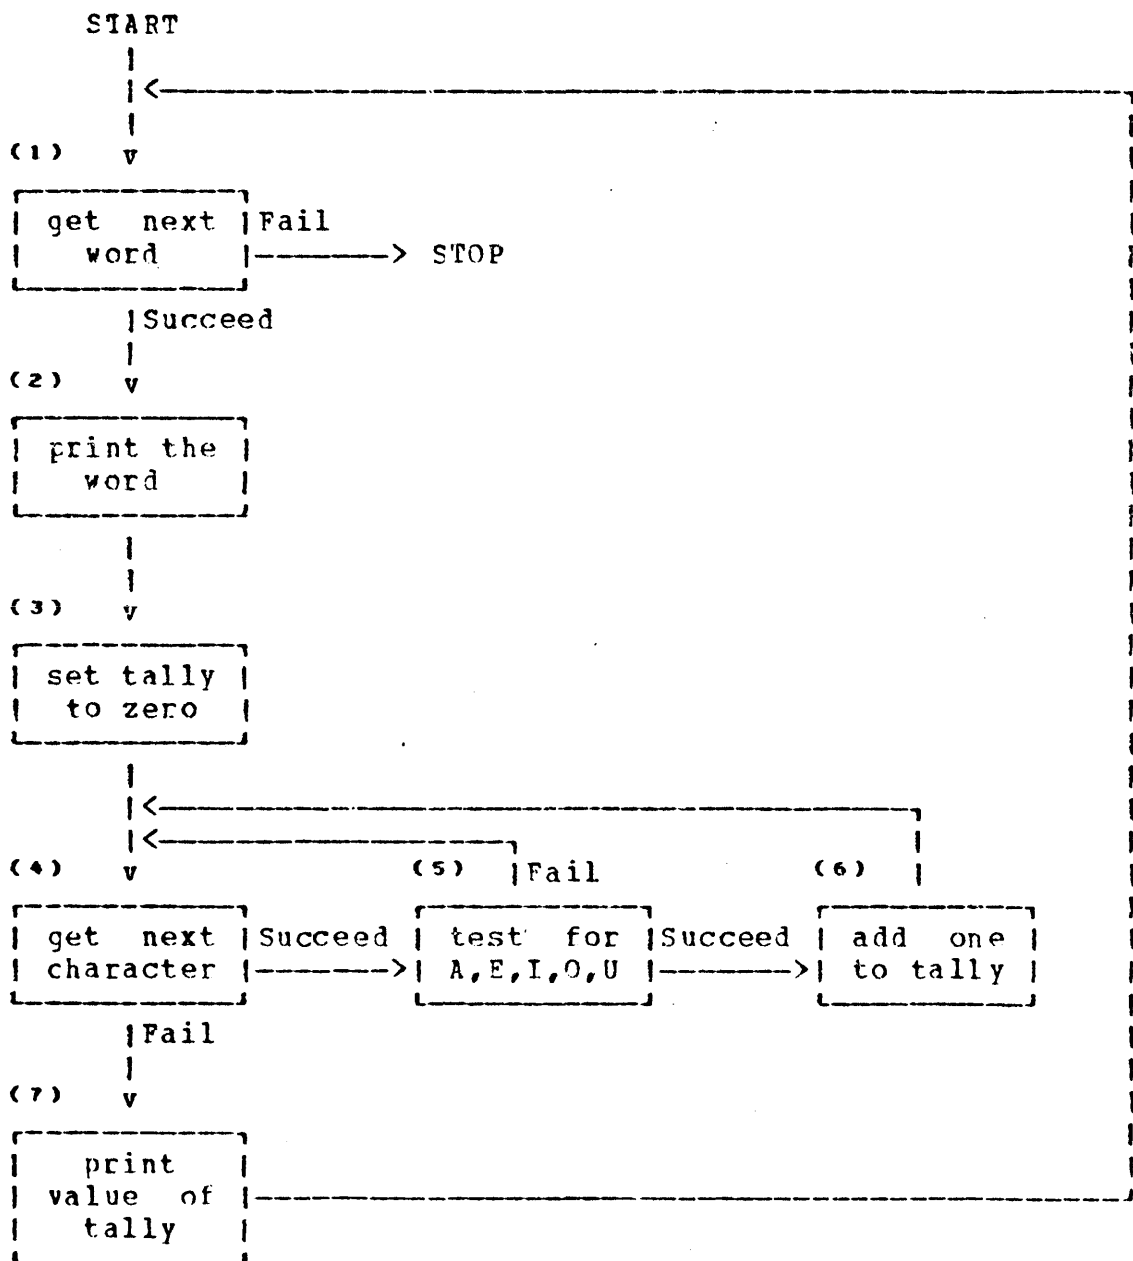 START
(1)
get next Fail
word STOP
Succeed
(2)
print the
word
(3)
set tally
to zero
(4) (5) Fail (6)
get next Succeed test for Succeed add one
character A,E,I,O,U to tally
Fail
(7)
print
value of
tally